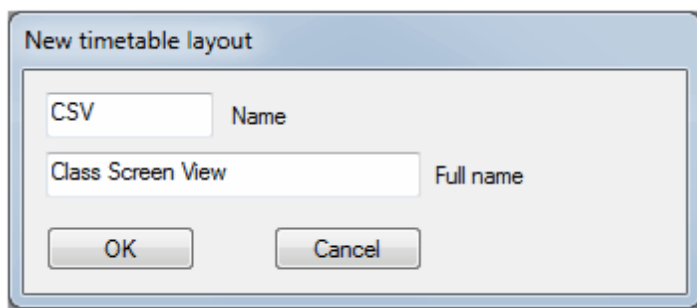 New timetable layout
CSV Name
Class Screen View Full name
OK Cancel